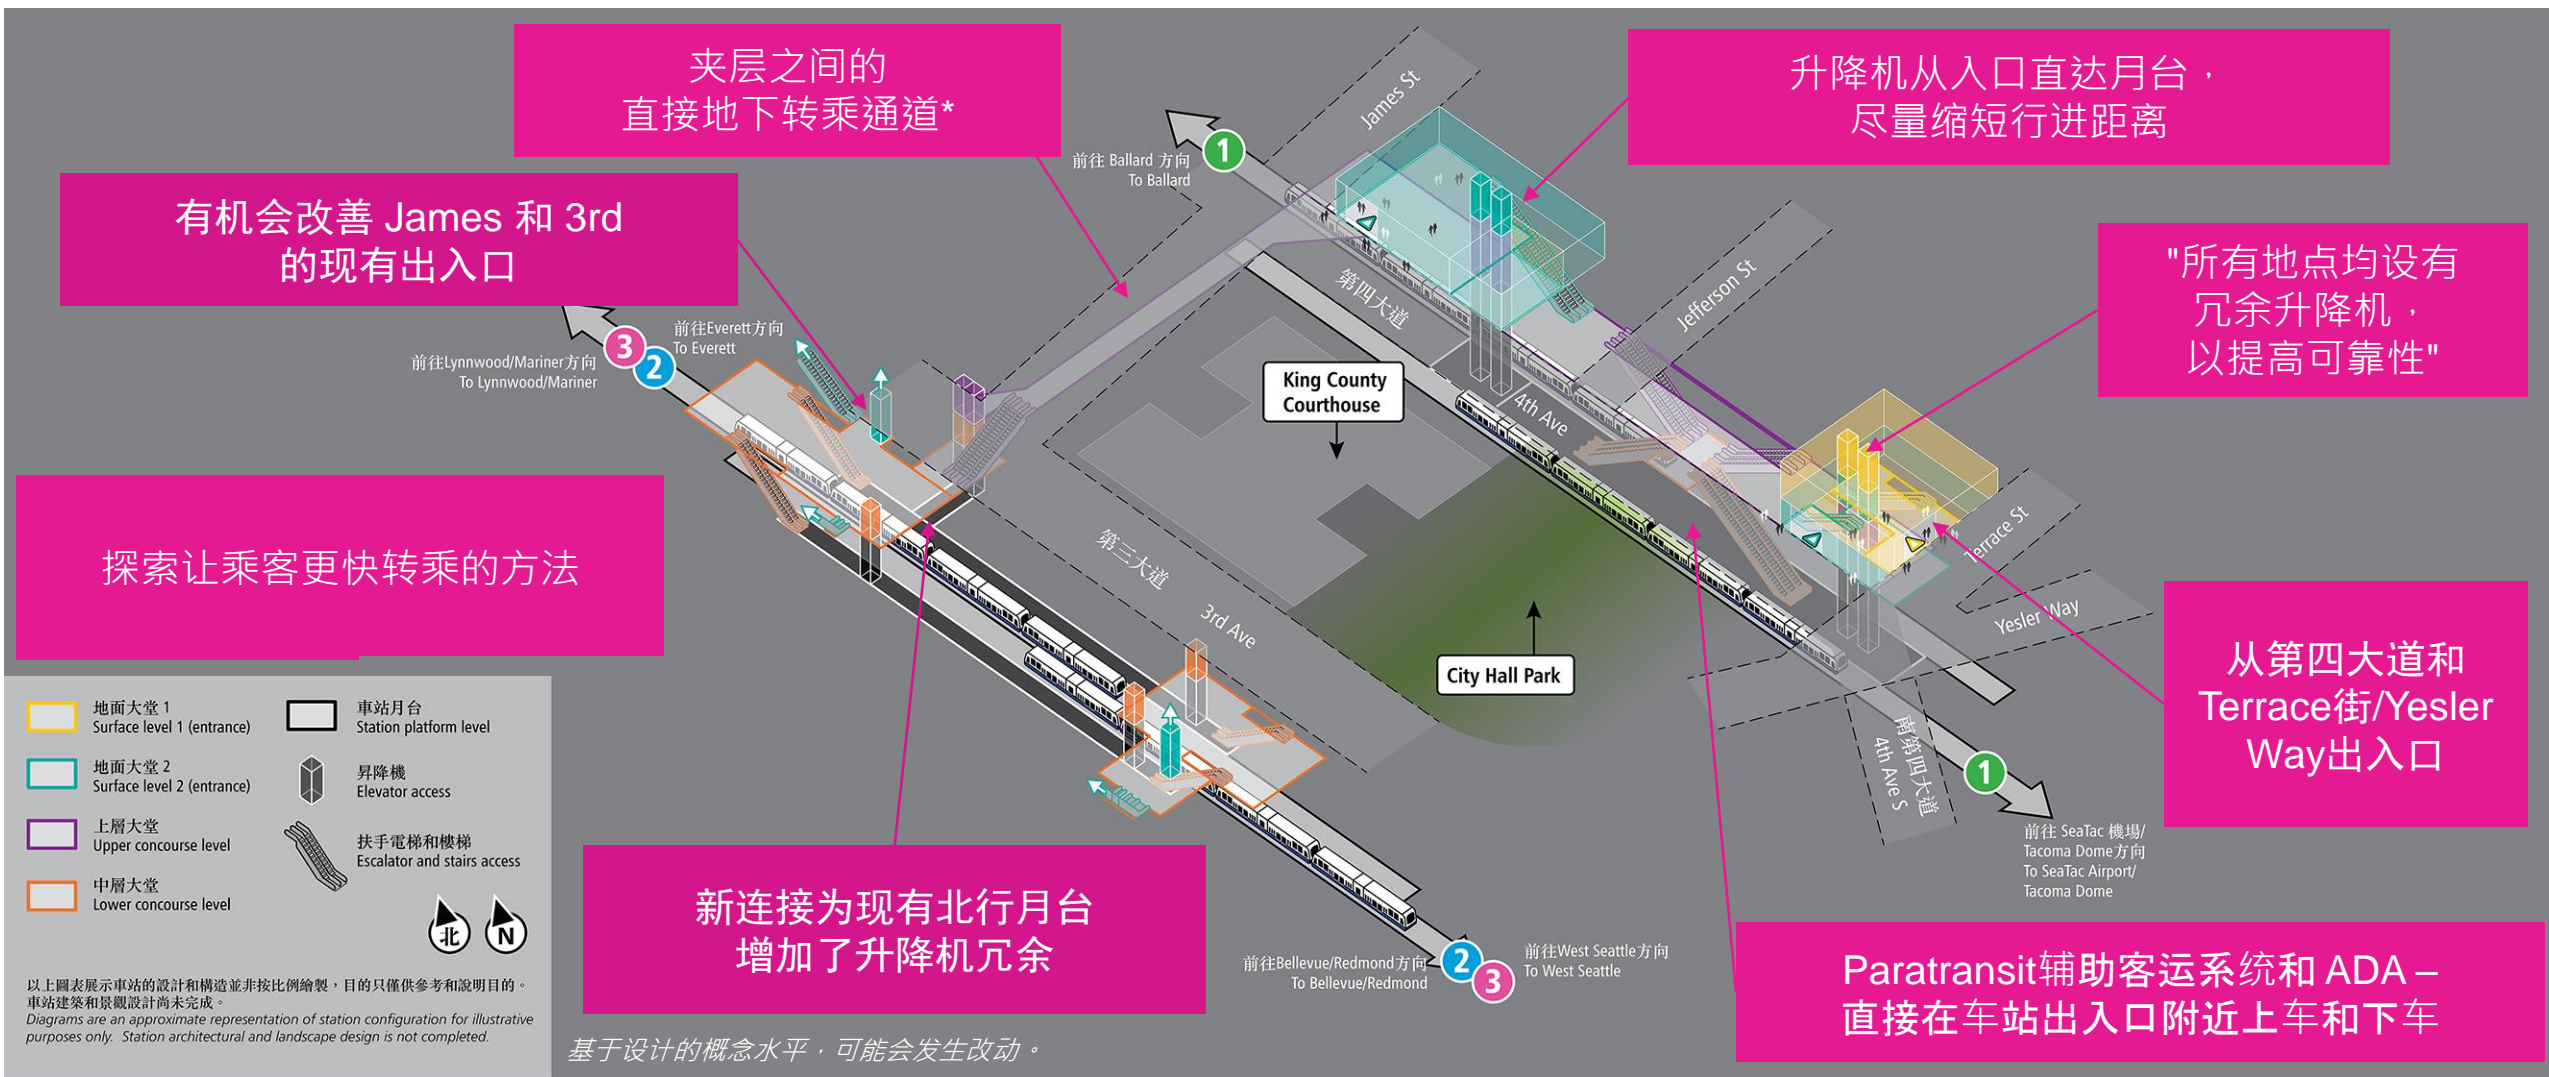 夹层之间的
直接地下转乘通道*
升降机从入口直达月台，
尽量缩短行进距离
有机会改善 James 和 3rd
的现有出入口
"所有地点均设有
冗余升降机，
以提高可靠性"
探索让乘客更快转乘的方法
从第四大道和
Terrace街/Yesler
Way出入口
新连接为现有北行月台
增加了升降机冗余
Paratransit辅助客运系统和 ADA –
直接在车站出入口附近上车和下车
James St
前往 Ballard 方向
To Ballard
1
前往Everett方向
To Everett
3
2
前往Lynnwood/Mariner方向
To Lynnwood/Mariner
第四大道
4th Ave
Jefferson St
King County
Courthouse
City Hall Park
第三大道
3rd Ave
Terrace St
Yesler Way
南第四大道
4th Ave S
1
前往 SeaTac 機場/
Tacoma Dome方向
To SeaTac Airport/
Tacoma Dome
前往West Seattle方向
To West Seattle
2
3
前往Bellevue/Redmond方向
To Bellevue/Redmond
地面大堂 1
Surface level 1 (entrance)
地面大堂 2
Surface level 2 (entrance)
上層大堂
Upper concourse level
中層大堂
Lower concourse level
車站月台
Station platform level
昇降機
Elevator access
扶手電梯和樓梯
Escalator and stairs access
北
N
以上圖表展示車站的設計和構造並非按比例繪製，目的只僅供參考和說明目的。
車站建築和景觀設計尚未完成。
Diagrams are an approximate representation of station configuration for illustrative
purposes only. Station architectural and landscape design is not completed.
基于设计的概念水平，可能会发生改动。